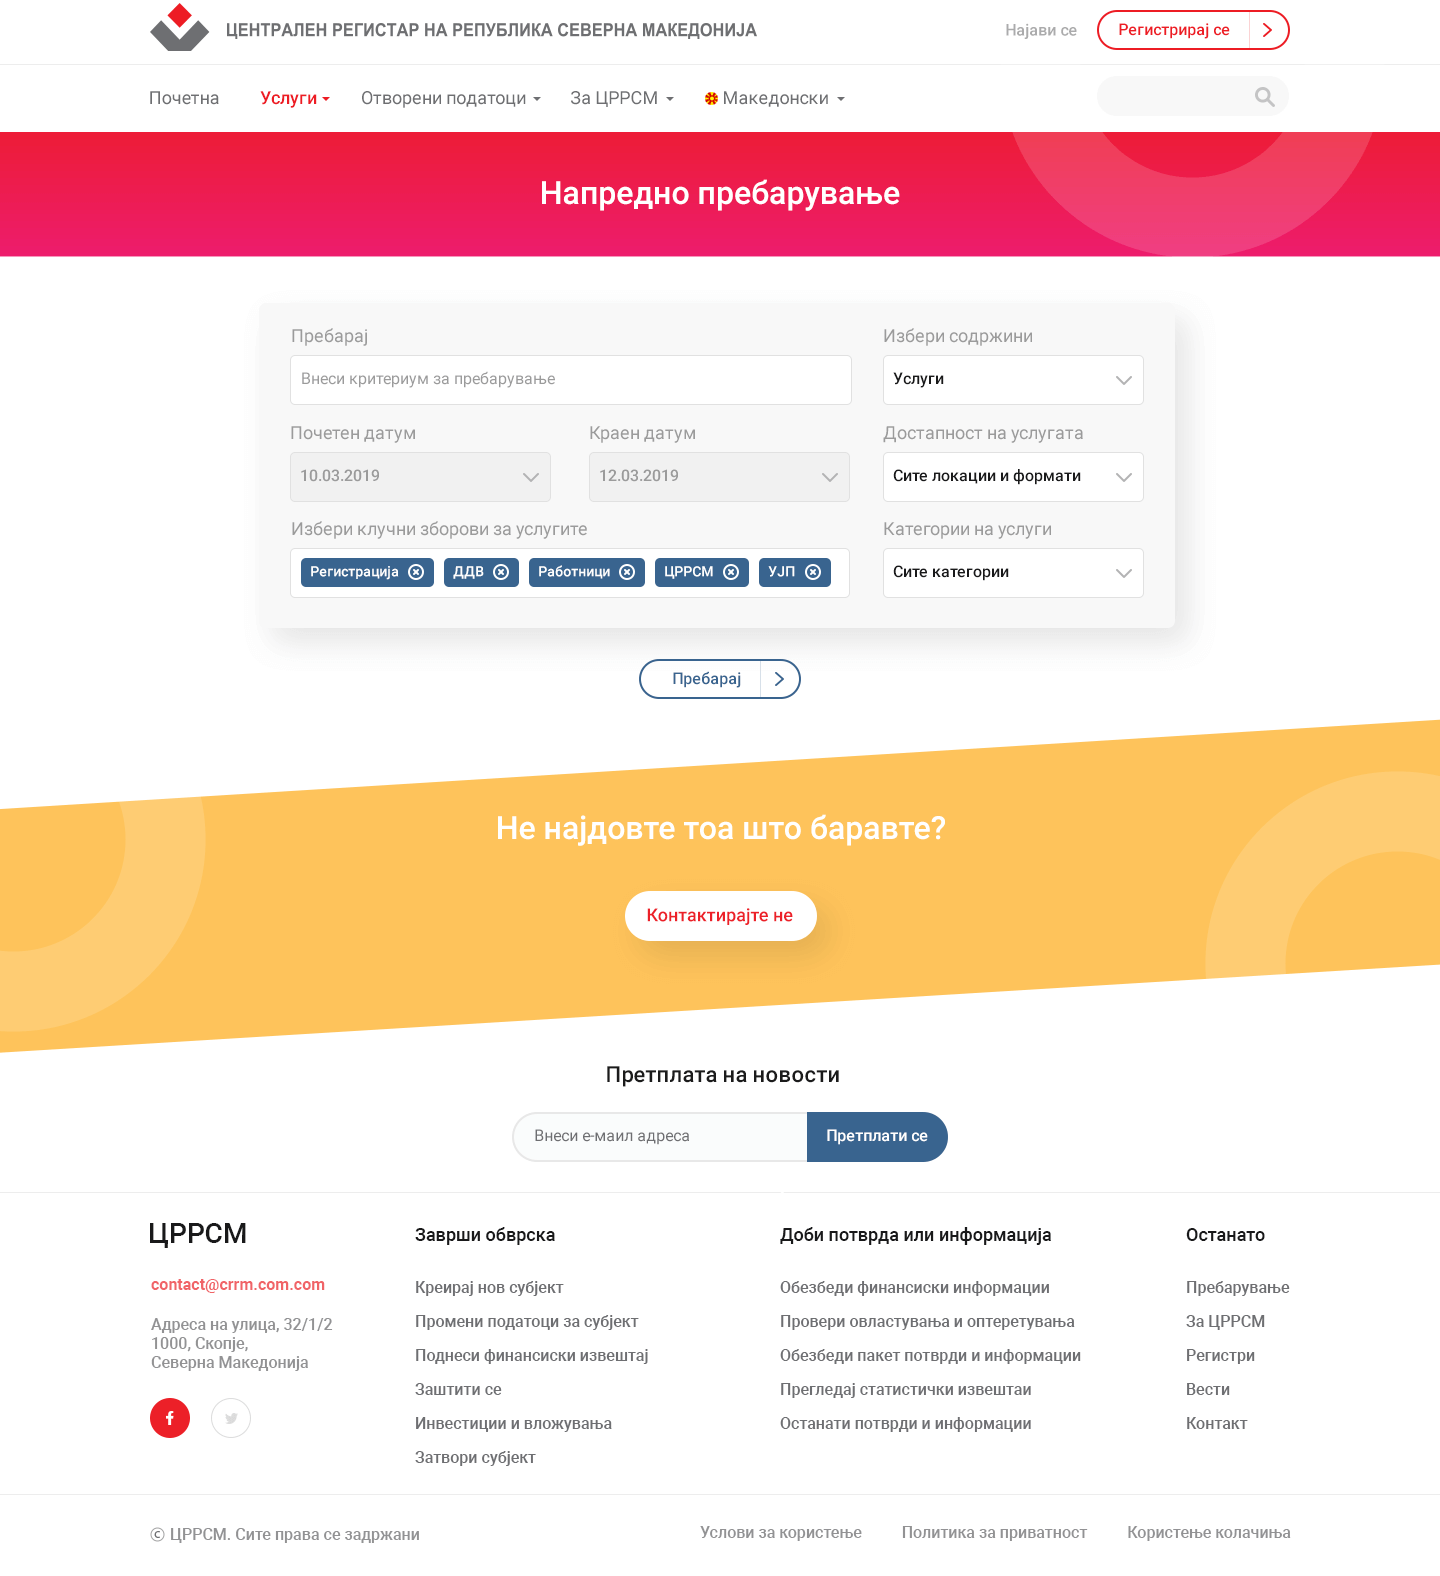 ЦЕНТРАЛЕН РЕГИСТАР НА РЕПУБЛИКА СЕВЕРНА МАКЕДОНИЈА
Најави се
Регистрирај се
Почетна
Услуги
Отворени податоци
За ЦРРСМ
Македонски
Напредно пребарување
Пребарај
Избери содржини
Внеси критериум за пребарување
Услуги
Почетен датум
Краен датум
Достапност на услугата
10.03.2019
12.03.2019
Сите локации и формати
Избери клучни зборови за услугите
Категории на услуги
Регистрација
ДДВ
Работници
ЦРРСМ
УЈП
Сите категории
Пребарај
Не најдовте тоа што баравте?
Контактирајте не
Претплата на новости
Внеси е-маил адреса
Претплати се
ЦРРСМ
contact@crrm.com.com
Адреса на улица, 32/1/2
1000, Скопје,
Северна Македонија
Заврши обврска
Креирај нов субјект
Промени податоци за субјект
Поднеси финансиски извештај
Заштити се
Инвестиции и вложувања
Затвори субјект
Доби потврда или информација
Обезбеди финансиски информации
Провери овластувања и оптеретувања
Обезбеди пакет потврди и информации
Прегледај статистички извештаи
Останати потврди и информации
Останато
Пребарување
За ЦРРСМ
Регистри
Вести
Контакт
© ЦРРСМ. Сите права се задржани
Услови за користење
Политика за приватност
Користење колачиња